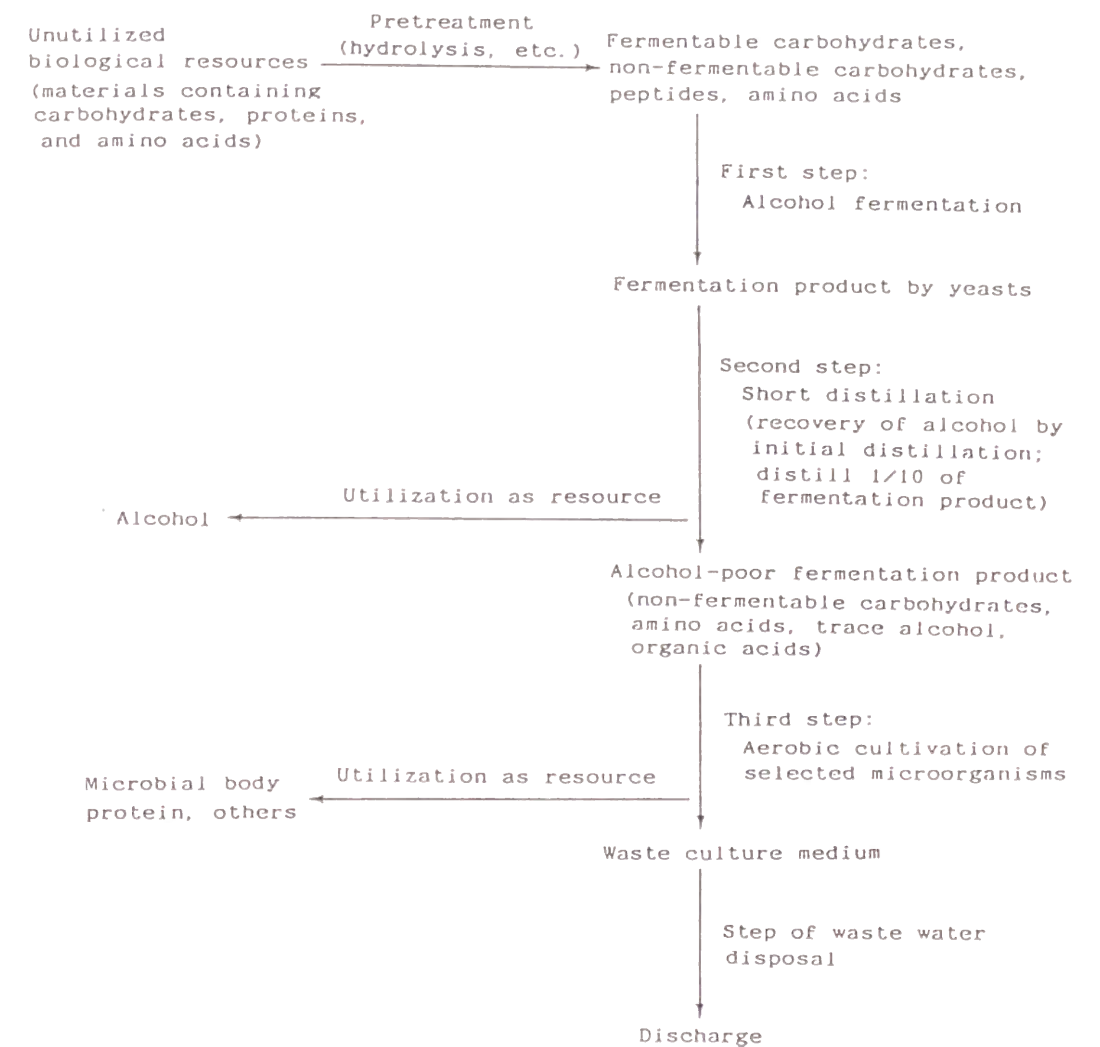 Unutilized
biological resources
(materials containing
carbohydrates, proteins,
and amino acids)
Pretreatment
(hydrolysis, etc.)
Fermentable carbohydrates,
non-fermentable carbohydrates,
peptides, amino acids
First step:
Alcohol fermentation
Fermentation product by yeasts
Second step:
Short distillation
(recovery of alcohol by
initial distillation;
distill 1/10 of
fermentation product)
Utilization as resource
Alcohol
Alcohol-poor fermentation product
(non-fermentable carbohydrates,
amino acids, trace alcohol,
organic acids)
Third step:
Aerobic cultivation of
selected microorganisms
Utilization as resource
Microbial body
protein, others
Waste culture medium
Step of waste water
disposal
Discharge